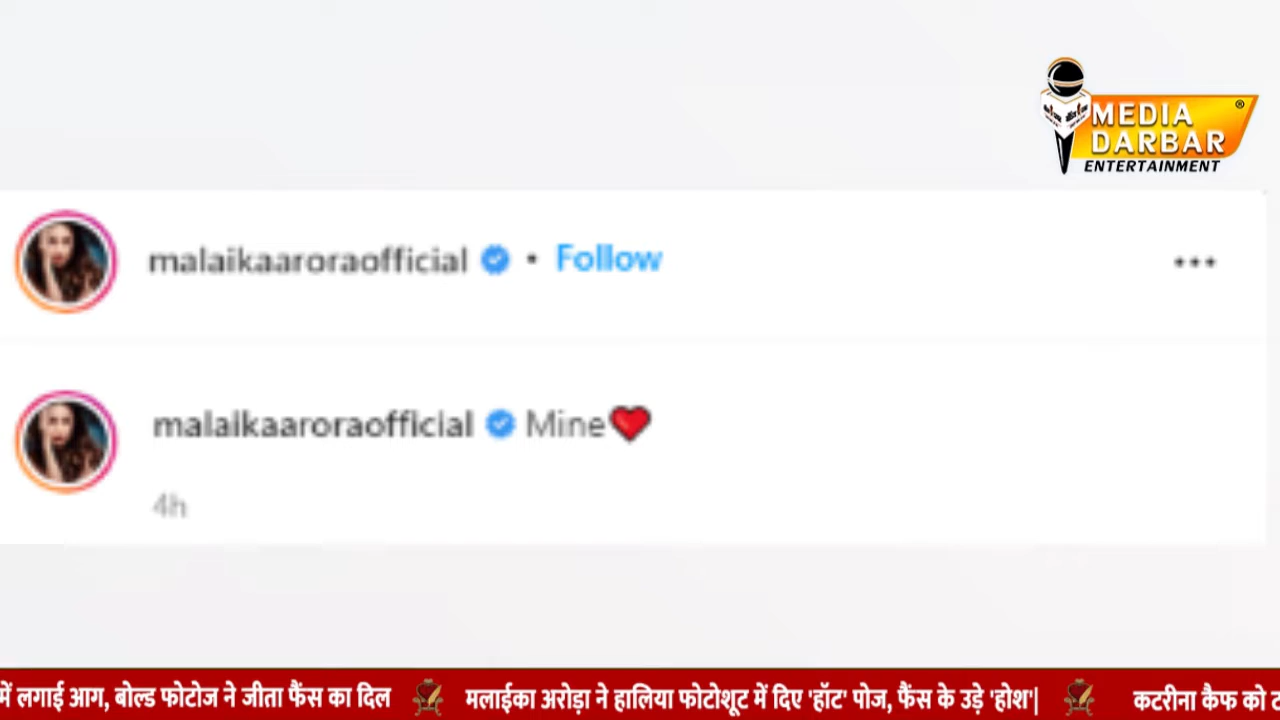 MEDIA
DARBAR
ENTERTAINMENT
malaikaaroraofficial • Follow
malaikaaroraofficial Mine❤️
4h
में लगाई आग, बोल्ड फोटोज ने जीता फैंस का दिल
मलाईका अरोड़ा ने हालिया फोटोशूट में दिए 'हॉट' पोज, फैंस के उड़े 'होश'|
कटरीना कैफ को